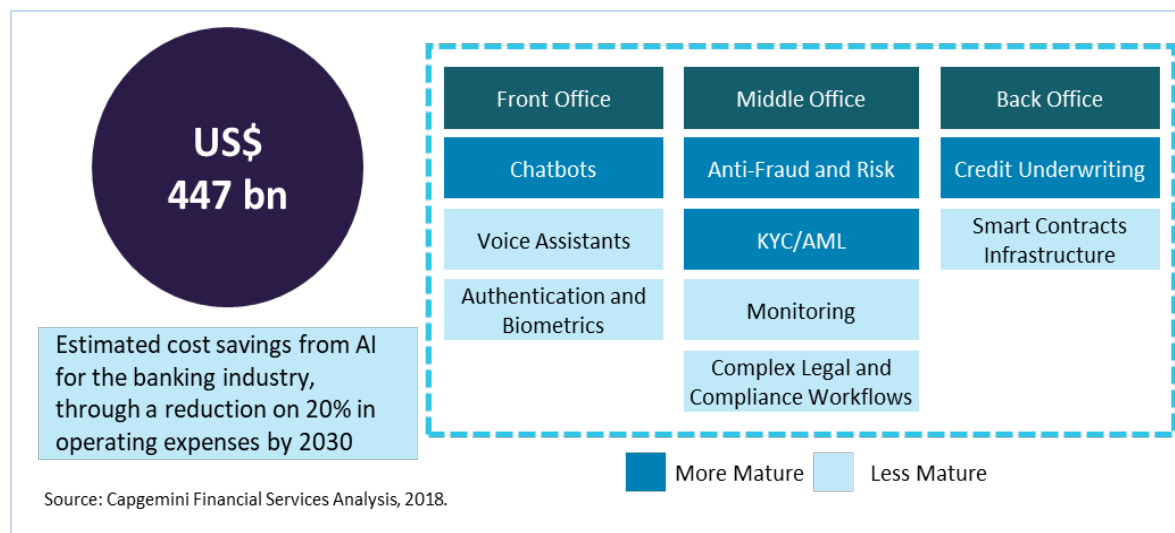 US$
447 bn
Estimated cost savings from AI
for the banking industry,
through a reduction on 20% in
operating expenses by 2030
Front Office
Chatbots
Voice Assistants
Authentication and
Biometrics
Middle Office
Anti-Fraud and Risk
KYC/AML
Monitoring
Complex Legal and
Compliance Workflows
Back Office
Credit Underwriting
Smart Contracts
Infrastructure
More Mature
Less Mature
Source: Capgemini Financial Services Analysis, 2018.